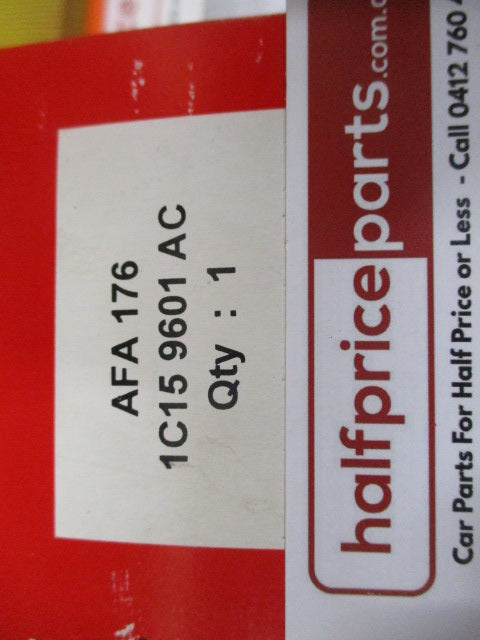 AFA 176
1C15 9601 AC
Qty : 1
halfpriceparts.com.
Car Parts For Half Price or Less - Call 0412 760